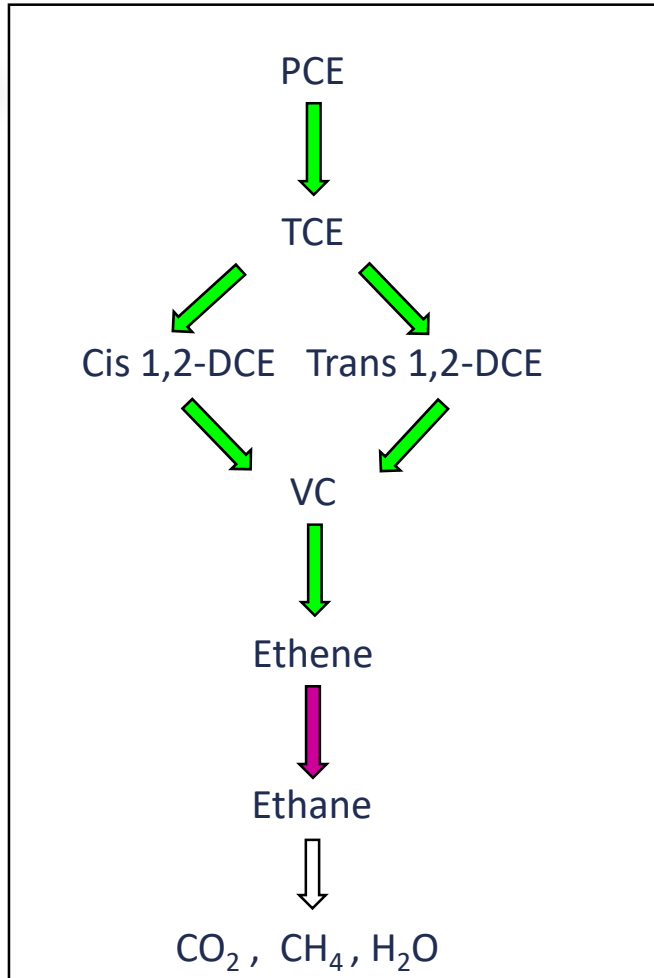 PCE
TCE
Cis 1,2-DCE Trans 1,2-DCE
VC
Ethene
Ethane
CO₂ , CH₄ , H₂O